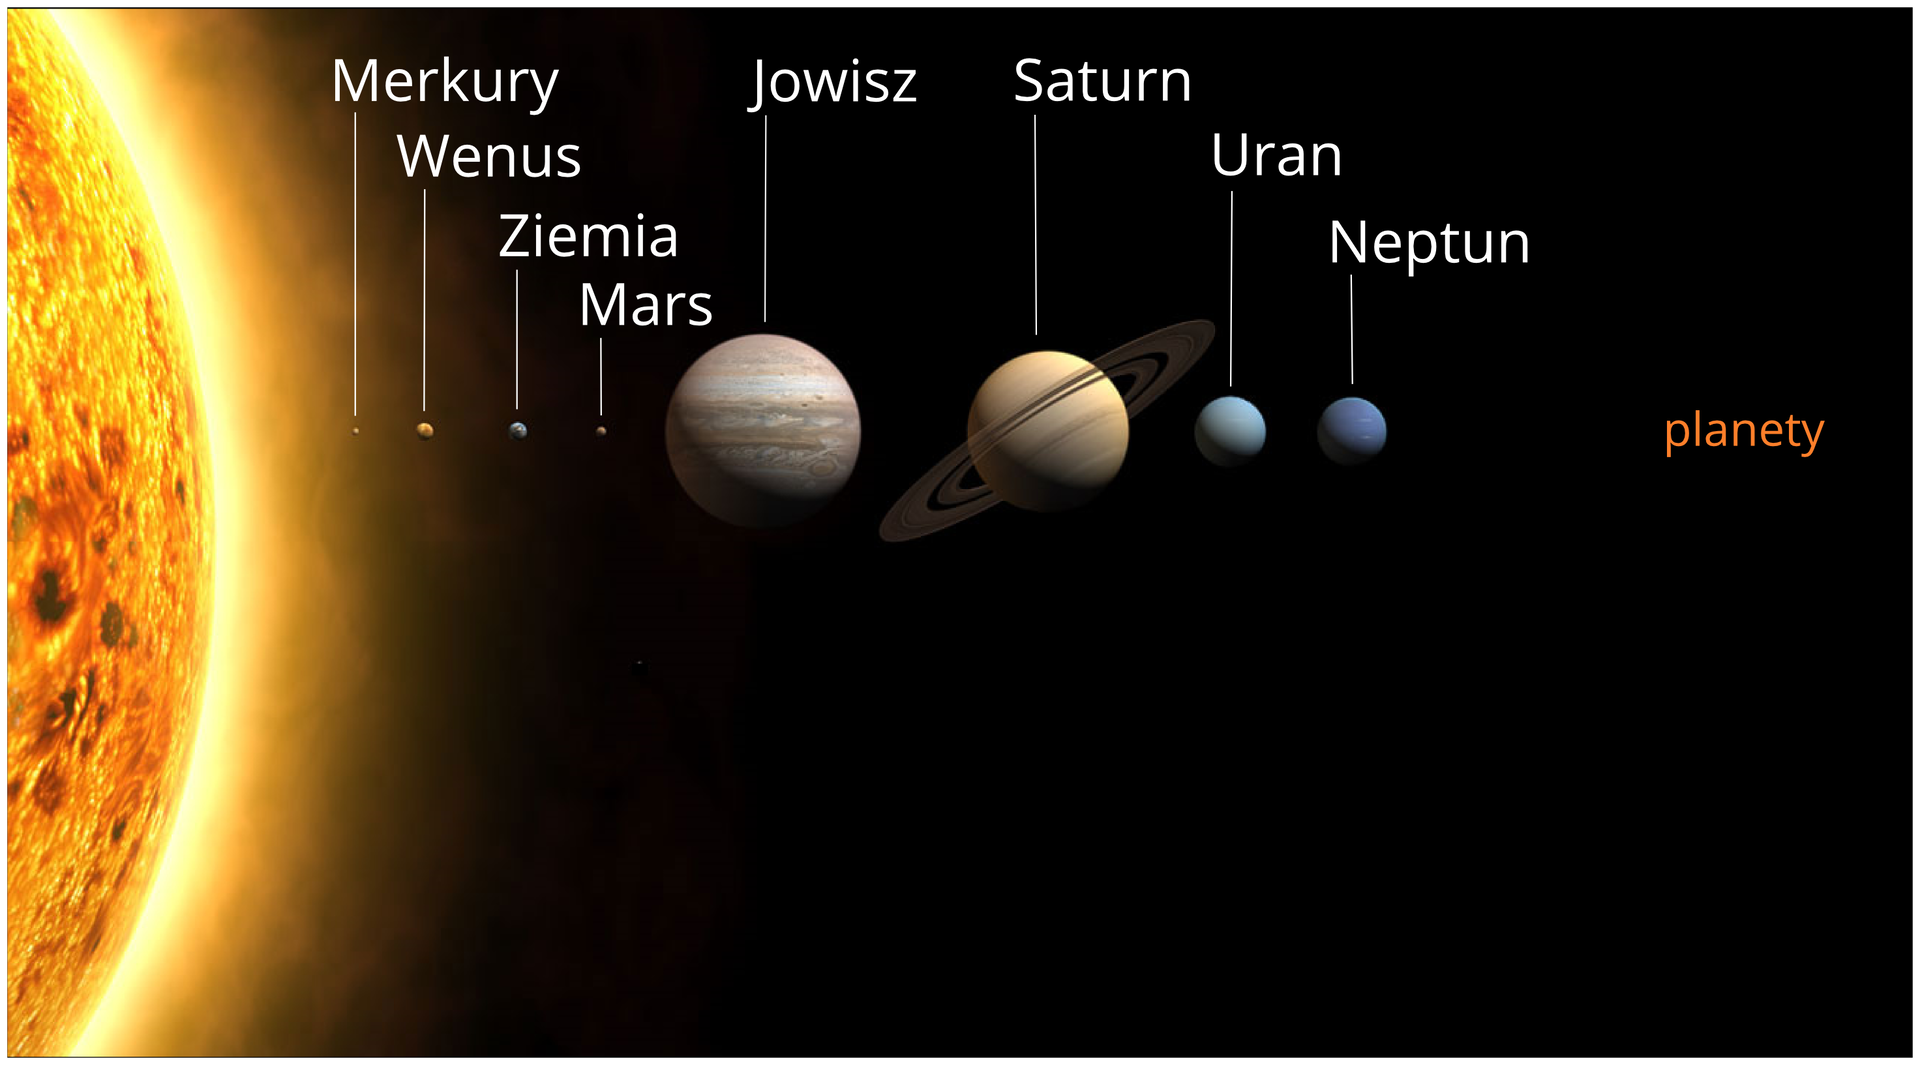 Merkury
Wenus
Ziemia
Mars
Jowisz
Saturn
Uran
Neptun
planety